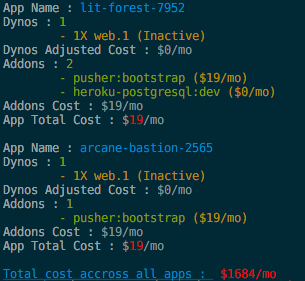 App Name : lit-forest-7952
Dynos : 1
- 1X web.1 (Inactive)
Dynos Adjusted Cost : $0/mo
Addons : 2
- pusher:bootstrap ($19/mo)
- heroku-postgresql:dev ($0/mo)
Addons Cost : $19/mo
App Total Cost : $19/mo
App Name : arcane-bastion-2565
Dynos : 1
- 1X web.1 (Inactive)
Dynos Adjusted Cost : $0/mo
Addons : 1
- pusher:bootstrap ($19/mo)
Addons Cost : $19/mo
App Total Cost : $19/mo
Total cost accross all apps : $1684/mo